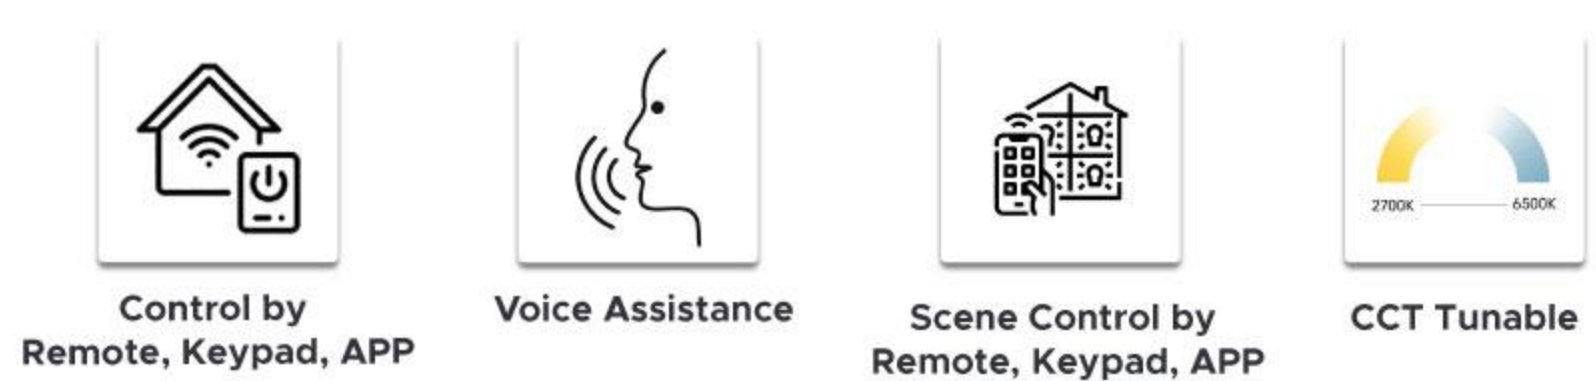 2700K
6500K
Control by
Remote, Keypad, APP
Voice Assistance
Scene Control by
Remote, Keypad, APP
CCT Tunable